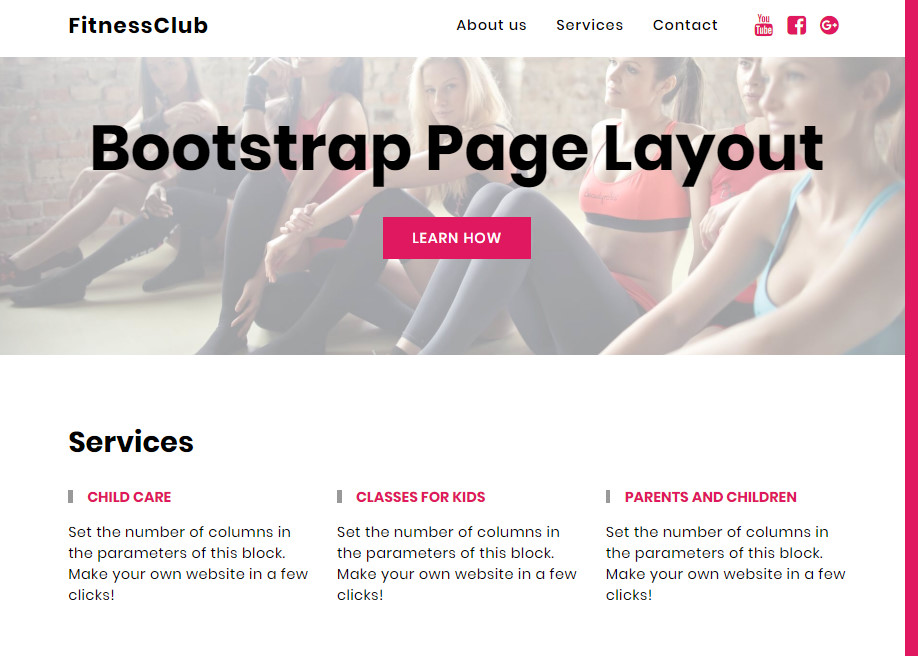 FitnessClub
About us Services Contact
You Tube
Bootstrap Page Layout
LEARN HOW
Services
CHILD CARE
Set the number of columns in
the parameters of this block.
Make your own website in a few
clicks!
CLASSES FOR KIDS
Set the number of columns in
the parameters of this block.
Make your own website in a few
clicks!
PARENTS AND CHILDREN
Set the number of columns in
the parameters of this block.
Make your own website in a few
clicks!